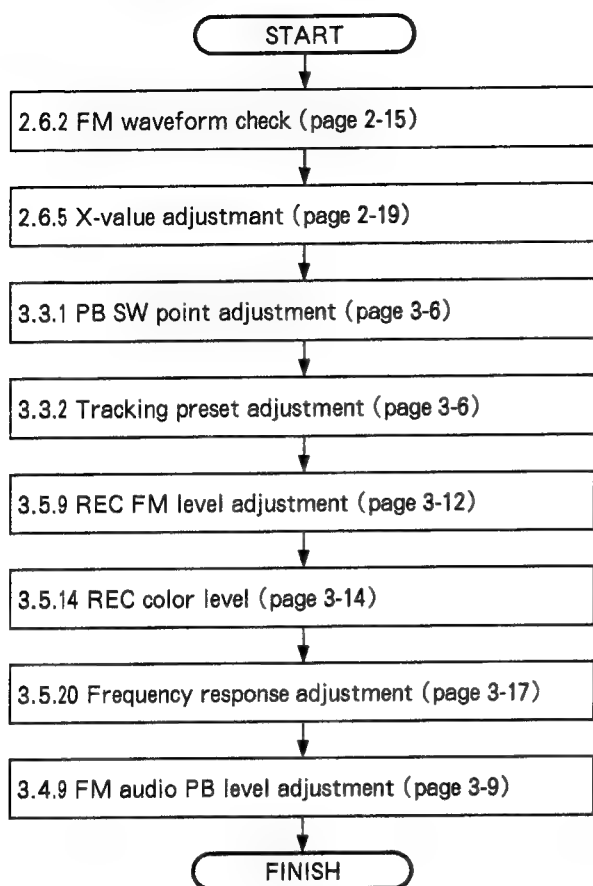 START
2.6.2 FM waveform check (page 2-15)
2.6.5 X-value adjustmant (page 2-19)
3.3.1 PB SW point adjustment (page 3-6)
3.3.2 Tracking preset adjustment (page 3-6)
3.5.9 REC FM level adjustment (page 3-12)
3.5.14 REC color level (page 3-14)
3.5.20 Frequency response adjustment (page 3-17)
3.4.9 FM audio PB level adjustment (page 3-9)
FINISH